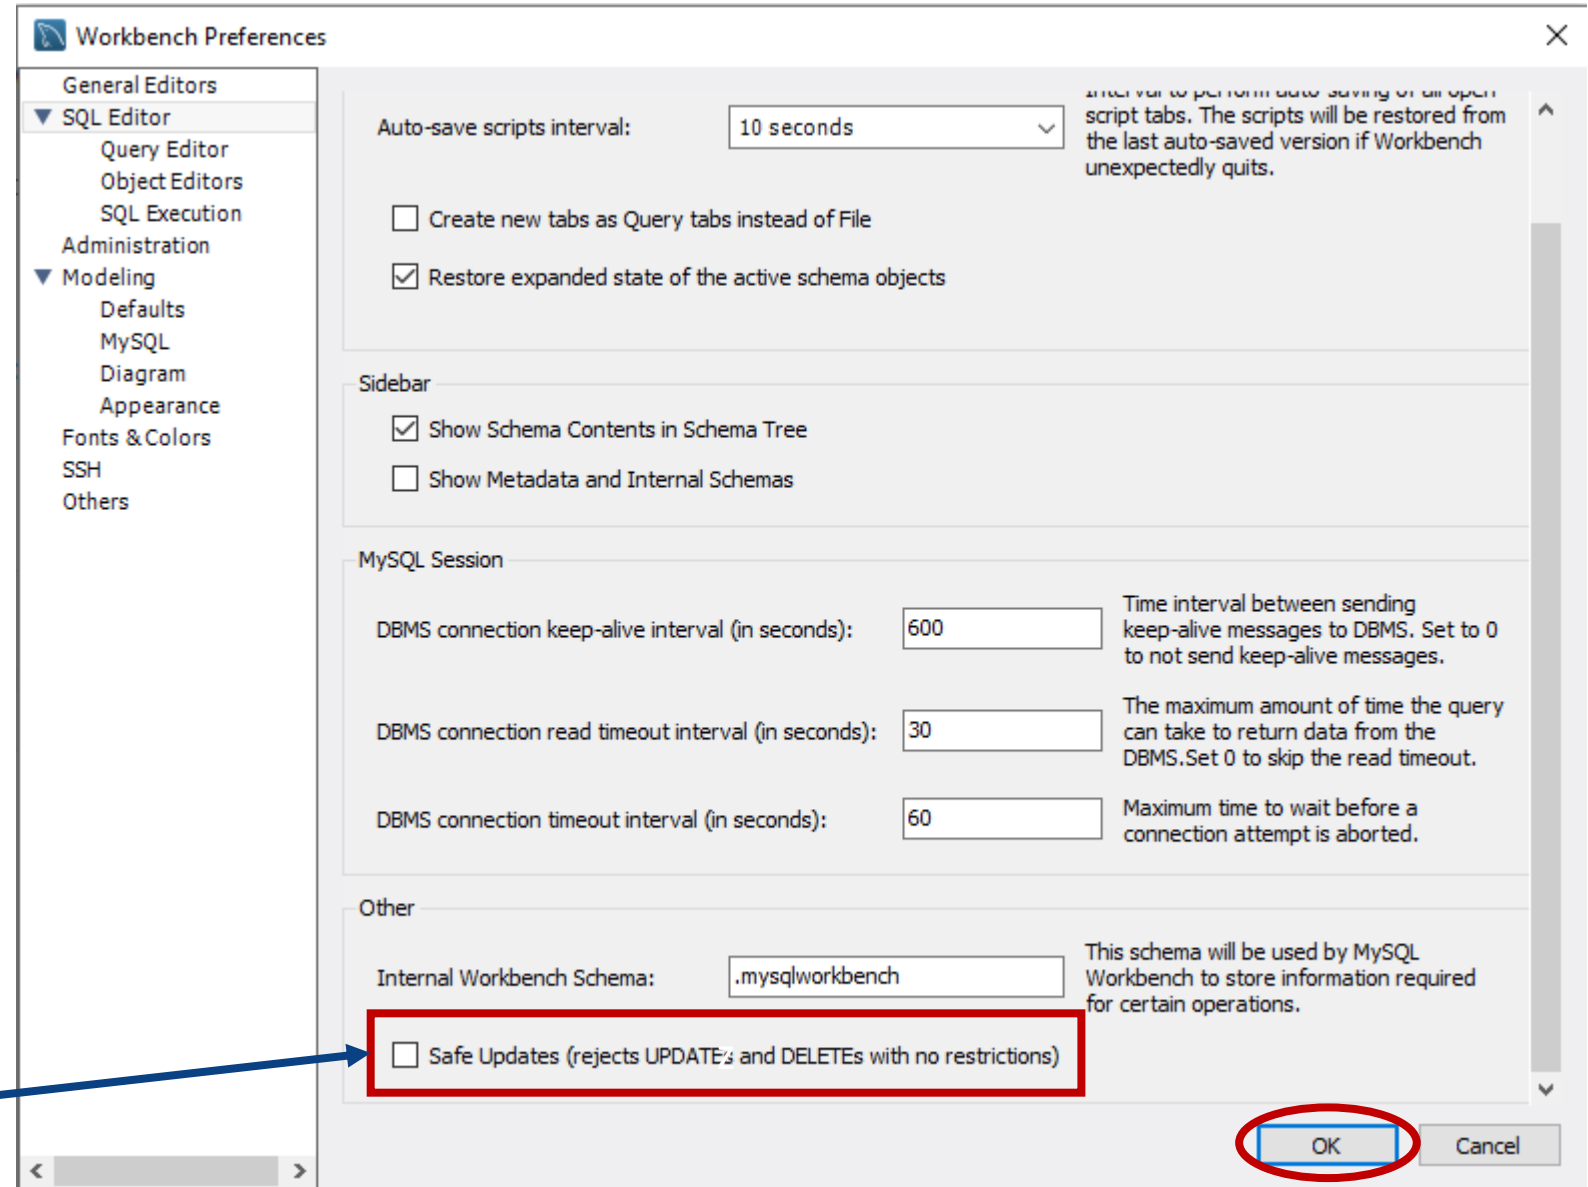 Workbench Preferences
General Editors
SQL Editor
Query Editor
Object Editors
SQL Execution
Administration
Modeling
Defaults
MySQL
Diagram
Appearance
Fonts & Colors
SSH
Others
Auto-save scripts interval:
10 seconds
Interval to perform auto-saving of all open
script tabs. The scripts will be restored from
the last auto-saved version if Workbench
unexpectedly quits.
Create new tabs as Query tabs instead of File
Restore expanded state of the active schema objects
Sidebar
Show Schema Contents in Schema Tree
Show Metadata and Internal Schemas
MySQL Session
DBMS connection keep-alive interval (in seconds):
600
Time interval between sending
keep-alive messages to DBMS. Set to 0
to not send keep-alive messages.
DBMS connection read timeout interval (in seconds):
30
The maximum amount of time the query
can take to return data from the
DBMS.Set 0 to skip the read timeout.
DBMS connection timeout interval (in seconds):
60
Maximum time to wait before a
connection attempt is aborted.
Other
Internal Workbench Schema:
.mysqlworkbench
This schema will be used by MySQL
Workbench to store information required
for certain operations.
Safe Updates (rejects UPDATEs and DELETEs with no restrictions)
OK
Cancel